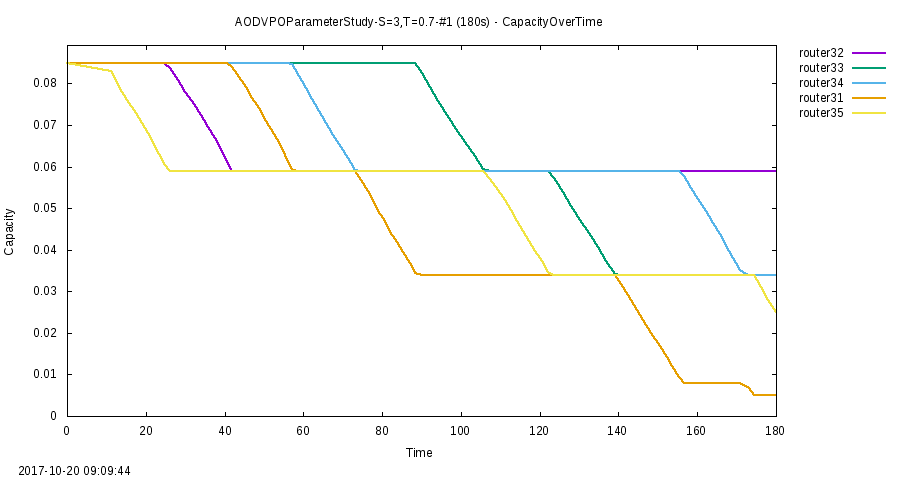 AODVPOParameterStudy-S=3,T=0.7-#1 (180s) - CapacityOverTime
router32
router33
router34
router31
router35
0.08
0.07
0.06
0.05
0.04
0.03
0.02
0.01
0
Capacity
0 20 40 60 80 100 120 140 160 180
Time
2017-10-20 09:09:44